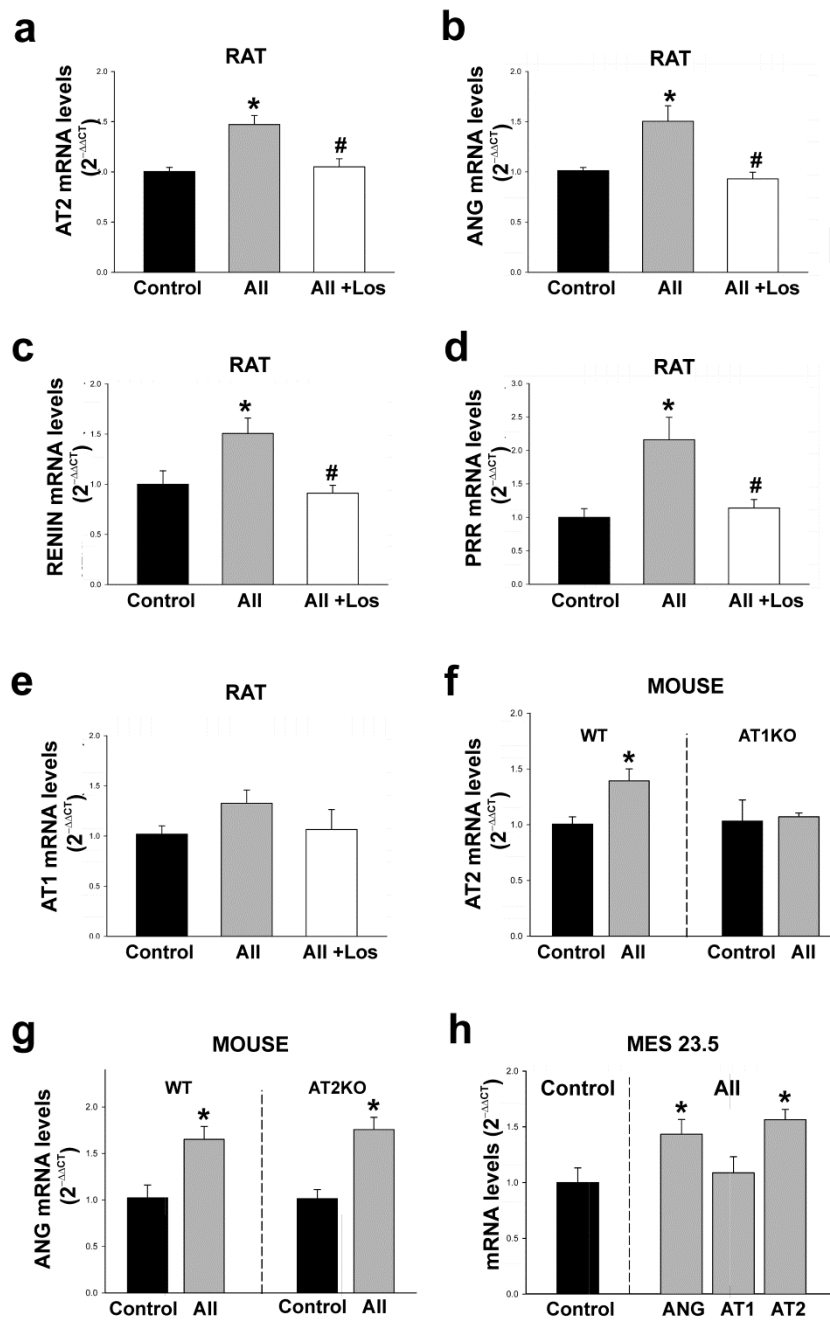 a
RAT
AT2 mRNA levels
(2^-ΔΔCT)
2.0
1.5
1.0
0.5
0.0
*
#
Control AII AII +Los
b
RAT
ANG mRNA levels
(2^-ΔΔCT)
2.0
1.5
1.0
0.5
0.0
*
#
Control AII AII +Los
c
RAT
RENIN mRNA levels
(2^-ΔΔCT)
2.0
1.5
1.0
0.5
0.0
*
#
Control AII AII +Los
d
RAT
PRR mRNA levels
(2^-ΔΔCT)
3.0
2.5
2.0
1.5
1.0
0.5
0.0
*
#
Control AII AII +Los
e
RAT
AT1 mRNA levels
(2^-ΔΔCT)
2.0
1.5
1.0
0.5
0.0
Control AII AII +Los
f
MOUSE
AT2 mRNA levels
(2^-ΔΔCT)
2.0
1.5
1.0
0.5
0.0
WT AT1KO
*
Control AII Control AII
g
MOUSE
ANG mRNA levels
(2^-ΔΔCT)
2.0
1.5
1.0
0.5
0.0
WT AT2KO
* *
Control AII Control AII
h
MES 23.5
mRNA levels (2^-ΔΔCT)
2.0
1.5
1.0
0.5
0.0
Control AII
* *
Control ANG AT1 AT2